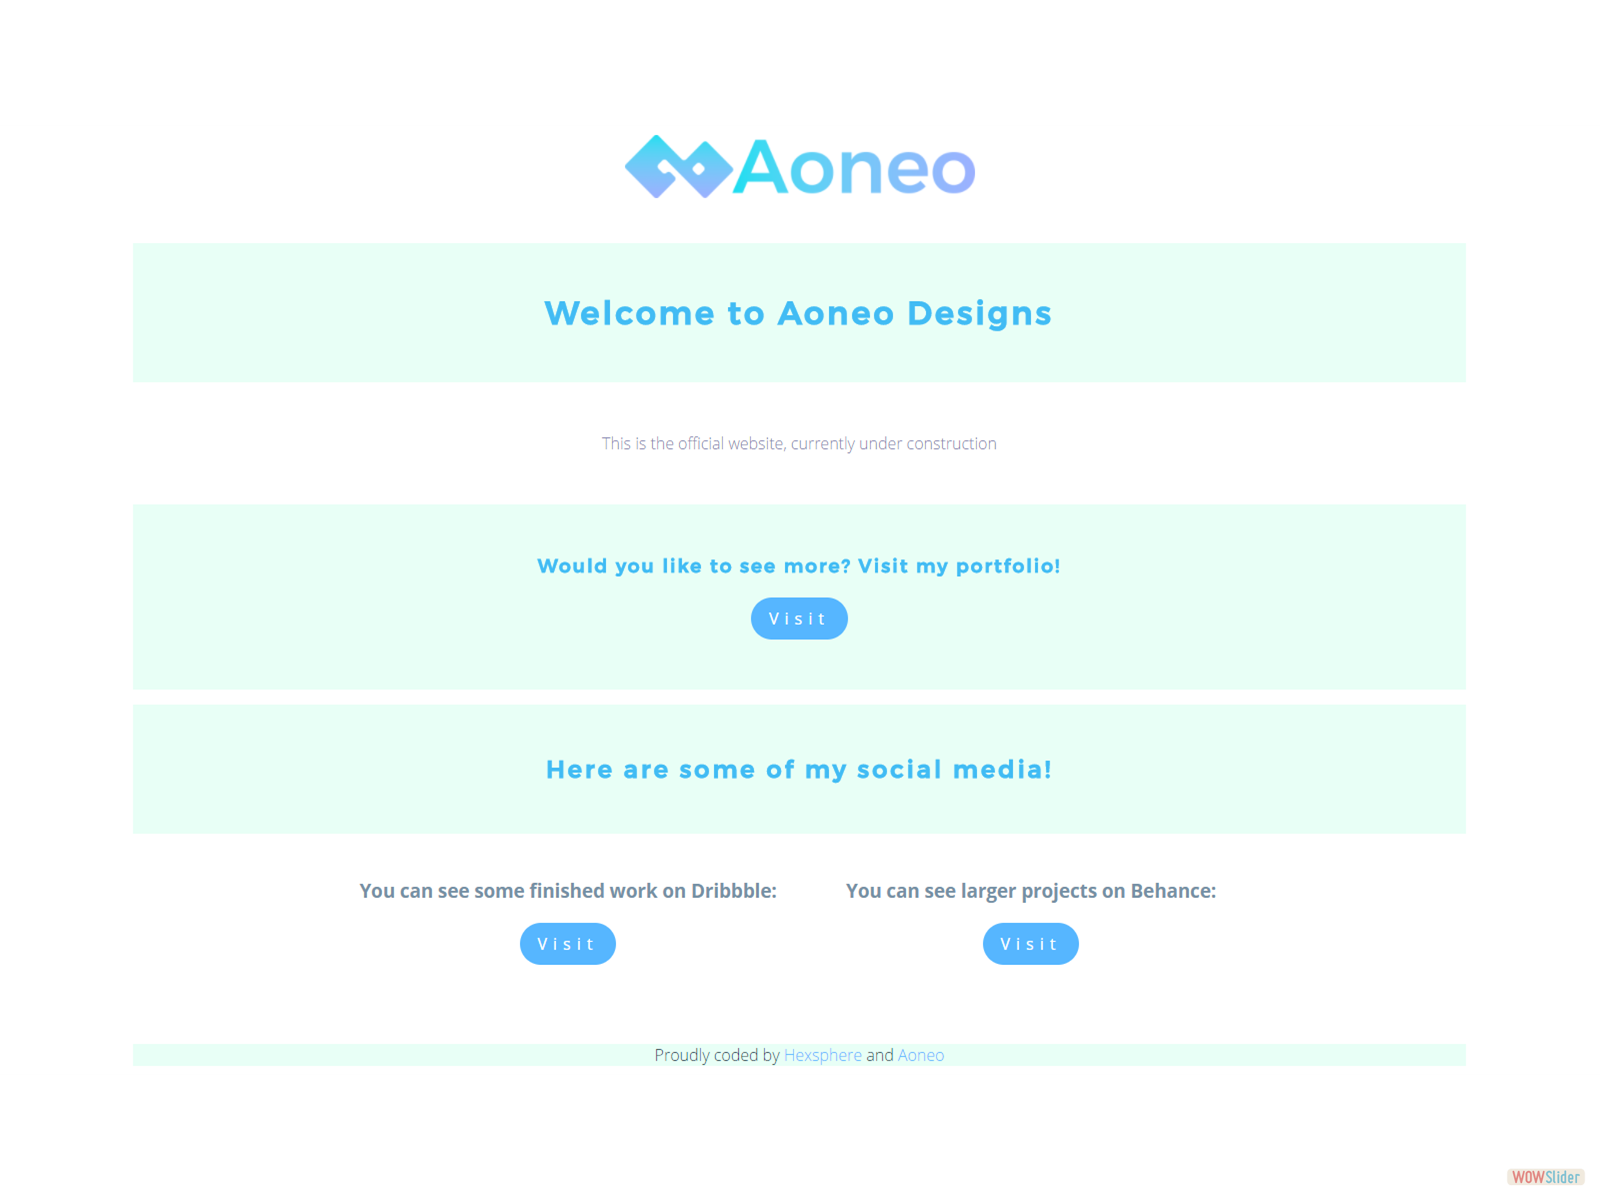 Aoneo
Welcome to Aoneo Designs
This is the official website, currently under construction
Would you like to see more? Visit my portfolio!
Visit
Here are some of my social media!
You can see some finished work on Dribbble:
Visit
You can see larger projects on Behance:
Visit
Proudly coded by Hexsphere and Aoneo
WOWSlider